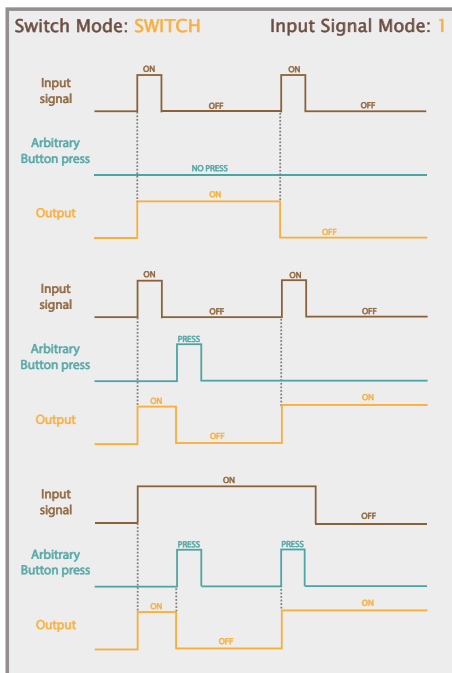 Switch Mode: SWITCH Input Signal Mode: 1
ON ON
Input
signal
OFF OFF
Arbitrary
Button press
NO PRESS
ON
Output
OFF
ON ON
Input
signal
OFF OFF
PRESS
Arbitrary
Button press
ON ON
Output
OFF
ON
Input
signal
OFF
PRESS PRESS
Arbitrary
Button press
ON ON
Output
OFF